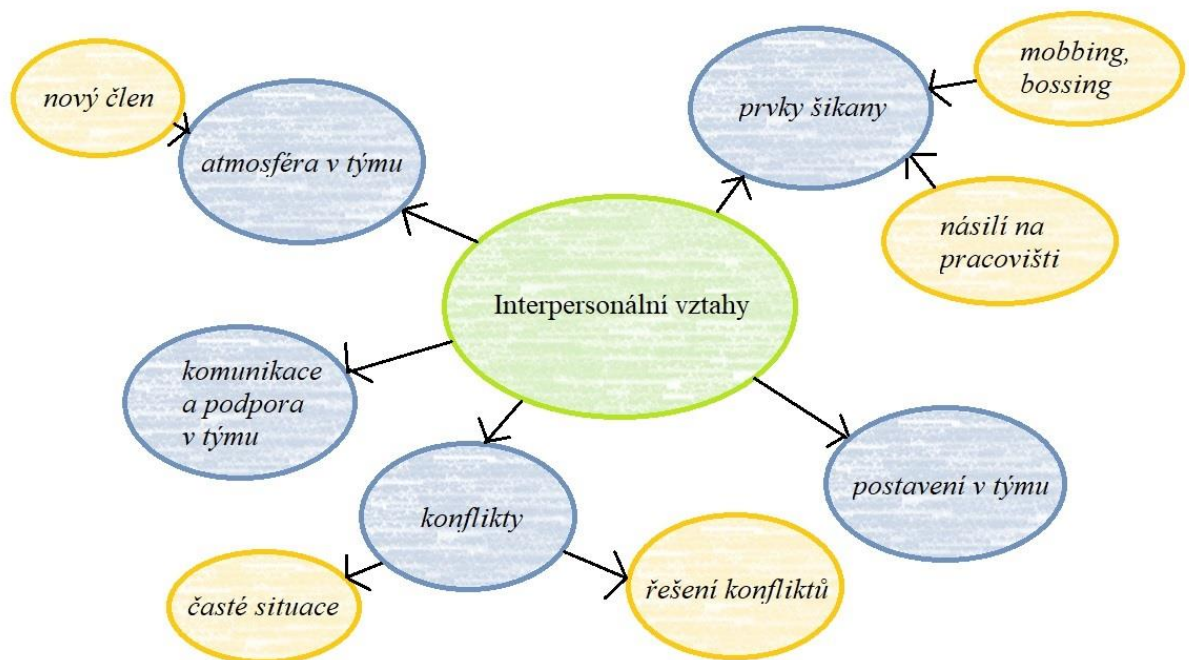 nový člen
atmosféra v týmu
prvky šikany
mobbing,
bossing
násilí na
pracovišti
Interpersonální vztahy
komunikace
a podpora
v týmu
postavení v týmu
konflikty
časté situace
řešení konfliktů